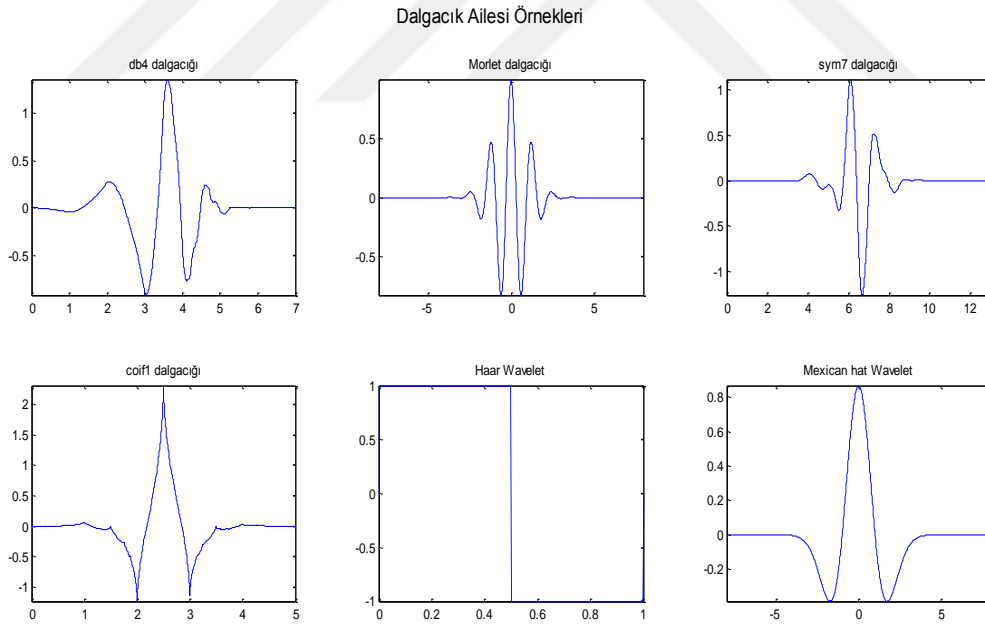 Dalgacık Ailesi Örnekleri
db4 dalgacığı
1
0.5
0
-0.5
0 1 2 3 4 5 6 7
Morlet dalgacığı
0.5
0
-0.5
-5 0 5
sym7 dalgacığı
1
0.5
0
-0.5
-1
0 2 4 6 8 10 12
coif1 dalgacığı
2
1.5
1
0.5
0
-0.5
-1
0 1 2 3 4 5
Haar Wavelet
1
0.5
0
-0.5
-1
0 0.2 0.4 0.6 0.8 1
Mexican hat Wavelet
0.8
0.6
0.4
0.2
0
-0.2
-5 0 5